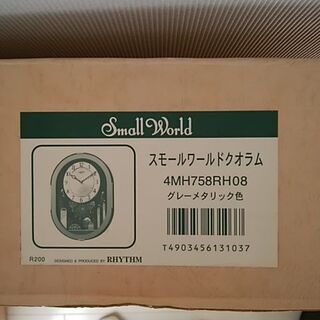 Small World
スモールワールドクオラム
4MH758RH08
グレーメタリック色
T4903456131037
R200
DESIGNED & PRODUCED BY RHYTHM